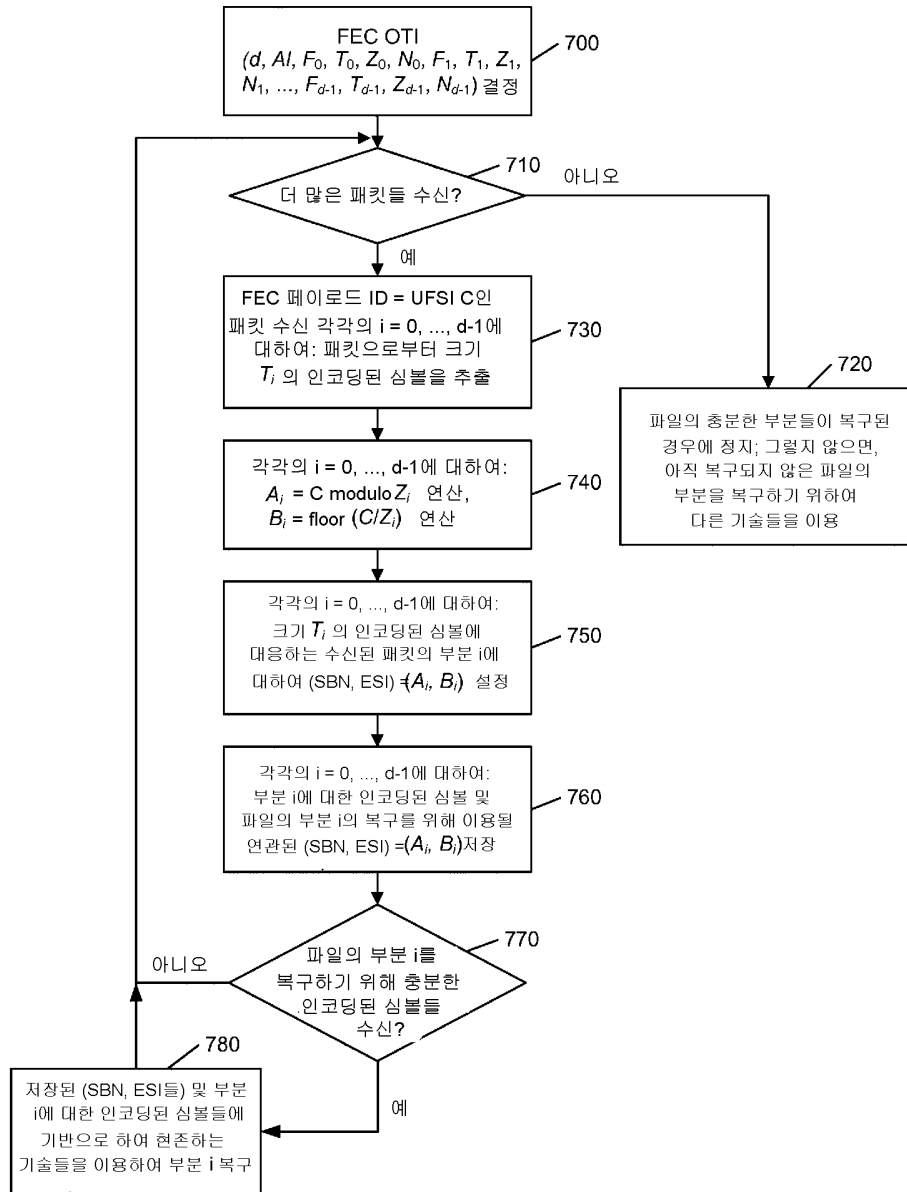 FEC OTI
(d, Al, F₀, T₀, Z₀, N₀, F₁, T₁, Z₁,
N₁, ..., F_{d-1}, T_{d-1}, Z_{d-1}, N_{d-1}) 결정
700
710
더 많은 패킷들 수신?
아니오
예
FEC 페이로드 ID = UFSI C인
패킷 수신 각각의 i = 0, ..., d-1에
대하여: 패킷으로부터 크기
T_i 의 인코딩된 심볼을 추출
730
720
파일의 충분한 부분들이 복구된
경우에 정지; 그렇지 않으면,
아직 복구되지 않은 파일의
부분을 복구하기 위하여
다른 기술들을 이용
각각의 i = 0, ..., d-1에 대하여:
A_i = C modulo Z_i 연산,
B_i = floor (C/Z_i) 연산
740
각각의 i = 0, ..., d-1에 대하여:
크기 T_i 의 인코딩된 심볼에
대응하는 수신된 패킷의 부분 i에
대하여 (SBN, ESI) =(A_i, B_i) 설정
750
각각의 i = 0, ..., d-1에 대하여:
부분 i에 대한 인코딩된 심볼 및
파일의 부분 i의 복구를 위해 이용될
연관된 (SBN, ESI) =(A_i, B_i)저장
760
770
파일의 부분 i를
복구하기 위해 충분한
인코딩된 심볼들
수신?
아니오
예
780
저장된 (SBN, ESI들) 및 부분
i에 대한 인코딩된 심볼들에
기반으로 하여 현존하는
기술들을 이용하여 부분 i 복구